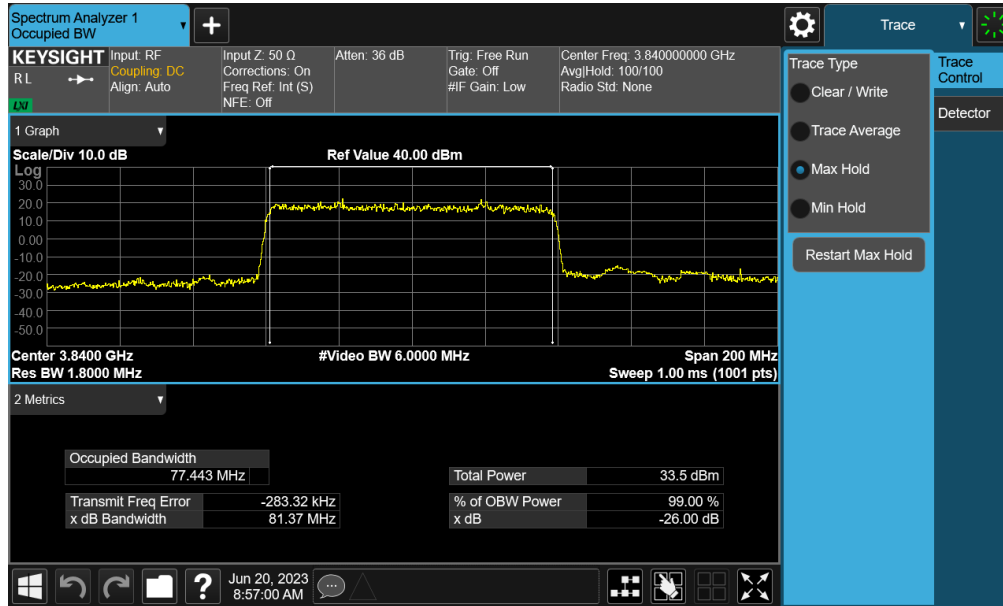 Spectrum Analyzer 1
Occupied BW
+
Trace
KEYSIGHT
R L
LXI
Input: RF
Coupling: DC
Align: Auto
Input Z: 50 Ω
Corrections: On
Freq Ref: Int (S)
NFE: Off
Atten: 36 dB
Trig: Free Run
Gate: Off
#IF Gain: Low
Center Freq: 3.840000000 GHz
Avg|Hold: 100/100
Radio Std: None
Trace Type
Clear / Write
Trace Average
Max Hold
Min Hold
Restart Max Hold
Trace
Control
Detector
1 Graph
Scale/Div 10.0 dB
Ref Value 40.00 dBm
Log
30.0
20.0
10.0
0.00
-10.0
-20.0
-30.0
-40.0
-50.0
Center 3.8400 GHz
#Video BW 6.0000 MHz
Span 200 MHz
Res BW 1.8000 MHz
Sweep 1.00 ms (1001 pts)
2 Metrics
Occupied Bandwidth
77.443 MHz
Total Power 33.5 dBm
Transmit Freq Error -283.32 kHz
% of OBW Power 99.00 %
x dB Bandwidth 81.37 MHz
x dB -26.00 dB
?
Jun 20, 2023
8:57:00 AM